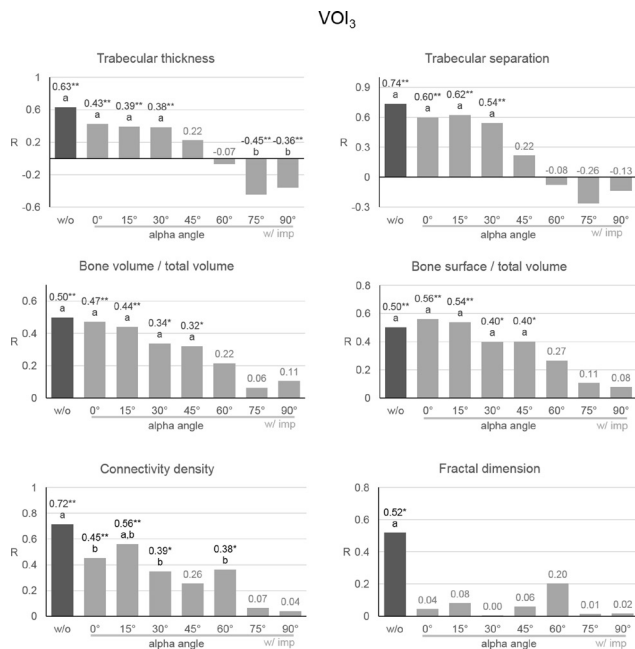 VOI₃
Trabecular thickness
1
0.6
0.2
-0.2
-0.6
R
0.63** 0.43** 0.39** 0.38** 0.22 -0.07 -0.45** -0.36**
a a a a b b
w/o 0° 15° 30° 45° 60° 75° 90°
alpha angle w/ imp
Trabecular separation
0.9
0.6
0.3
0
-0.3
R
0.74** 0.60** 0.62** 0.54** 0.22 -0.08 -0.26 -0.13
a a a a
w/o 0° 15° 30° 45° 60° 75° 90°
alpha angle w/ imp
Bone volume / total volume
0.6
0.4
0.2
0
R
0.50** 0.47** 0.44** 0.34* 0.32* 0.22 0.06 0.11
a a a a a
w/o 0° 15° 30° 45° 60° 75° 90°
alpha angle w/ imp
Bone surface / total volume
0.8
0.6
0.4
0.2
0
R
0.50** 0.56** 0.54** 0.40* 0.40* 0.27 0.11 0.08
a a a a a
w/o 0° 15° 30° 45° 60° 75° 90°
alpha angle w/ imp
Connectivity density
1
0.8
0.6
0.4
0.2
0
R
0.72** 0.45** 0.56** 0.39* 0.26 0.38* 0.07 0.04
a b a,b b b
w/o 0° 15° 30° 45° 60° 75° 90°
alpha angle w/ imp
Fractal dimension
0.8
0.6
0.4
0.2
0
R
0.52* 0.04 0.08 0.00 0.06 0.20 0.01 0.02
a
w/o 0° 15° 30° 45° 60° 75° 90°
alpha angle w/ imp